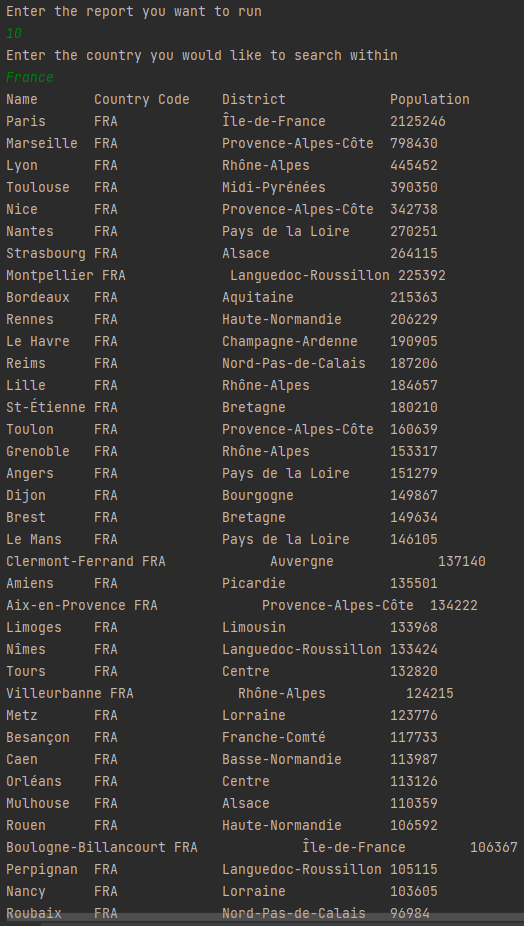 Enter the report you want to run
10
Enter the country you would like to search within
France
Name       Country Code    District             Population
Paris      FRA             Île-de-France        2125246
Marseille  FRA             Provence-Alpes-Côte  798430
Lyon       FRA             Rhône-Alpes          445452
Toulouse   FRA             Midi-Pyrénées        390350
Nice       FRA             Provence-Alpes-Côte  342738
Nantes     FRA             Pays de la Loire     270251
Strasbourg FRA             Alsace               264115
Montpellier FRA             Languedoc-Roussillon 225392
Bordeaux   FRA             Aquitaine            215363
Rennes     FRA             Haute-Normandie      206229
Le Havre   FRA             Champagne-Ardenne    190905
Reims      FRA             Nord-Pas-de-Calais   187206
Lille      FRA             Rhône-Alpes          184657
St-Étienne FRA             Bretagne             180210
Toulon     FRA             Provence-Alpes-Côte  160639
Grenoble   FRA             Rhône-Alpes          153317
Angers     FRA             Pays de la Loire     151279
Dijon      FRA             Bourgogne            149867
Brest      FRA             Bretagne             149634
Le Mans    FRA             Pays de la Loire     146105
Clermont-Ferrand FRA             Auvergne             137140
Amiens     FRA             Picardie             135501
Aix-en-Provence FRA             Provence-Alpes-Côte  134222
Limoges    FRA             Limousin             133968
Nîmes      FRA             Languedoc-Roussillon 133424
Tours      FRA             Centre               132820
Villeurbanne FRA             Rhône-Alpes          124215
Metz       FRA             Lorraine             123776
Besançon   FRA             Franche-Comté        117733
Caen       FRA             Basse-Normandie      113987
Orléans    FRA             Centre               113126
Mulhouse   FRA             Alsace               110359
Rouen      FRA             Haute-Normandie      106592
Boulogne-Billancourt FRA             Île-de-France        106367
Perpignan  FRA             Languedoc-Roussillon 105115
Nancy      FRA             Lorraine             103605
Roubaix    FRA             Nord-Pas-de-Calais   96984